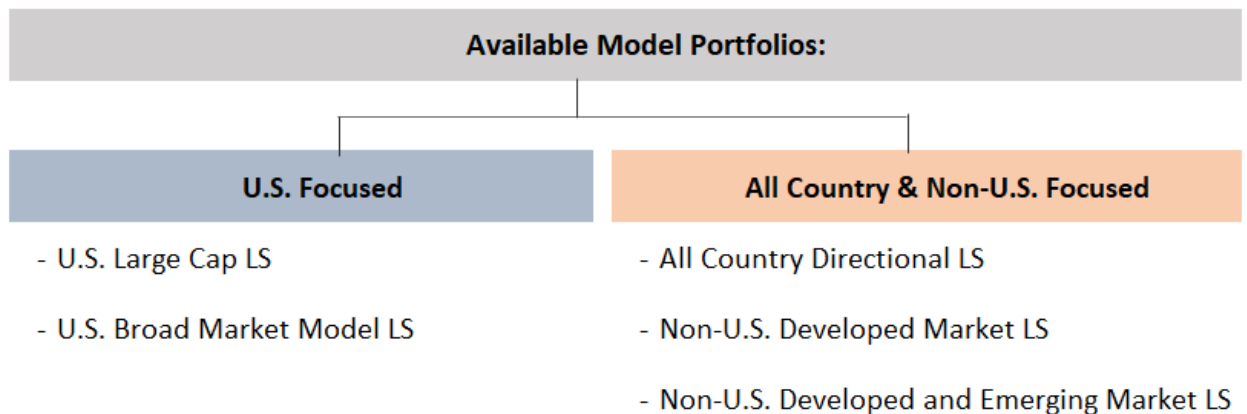 Available Model Portfolios:
U.S. Focused
- U.S. Large Cap LS
- U.S. Broad Market Model LS
All Country & Non-U.S. Focused
- All Country Directional LS
- Non-U.S. Developed Market LS
- Non-U.S. Developed and Emerging Market LS